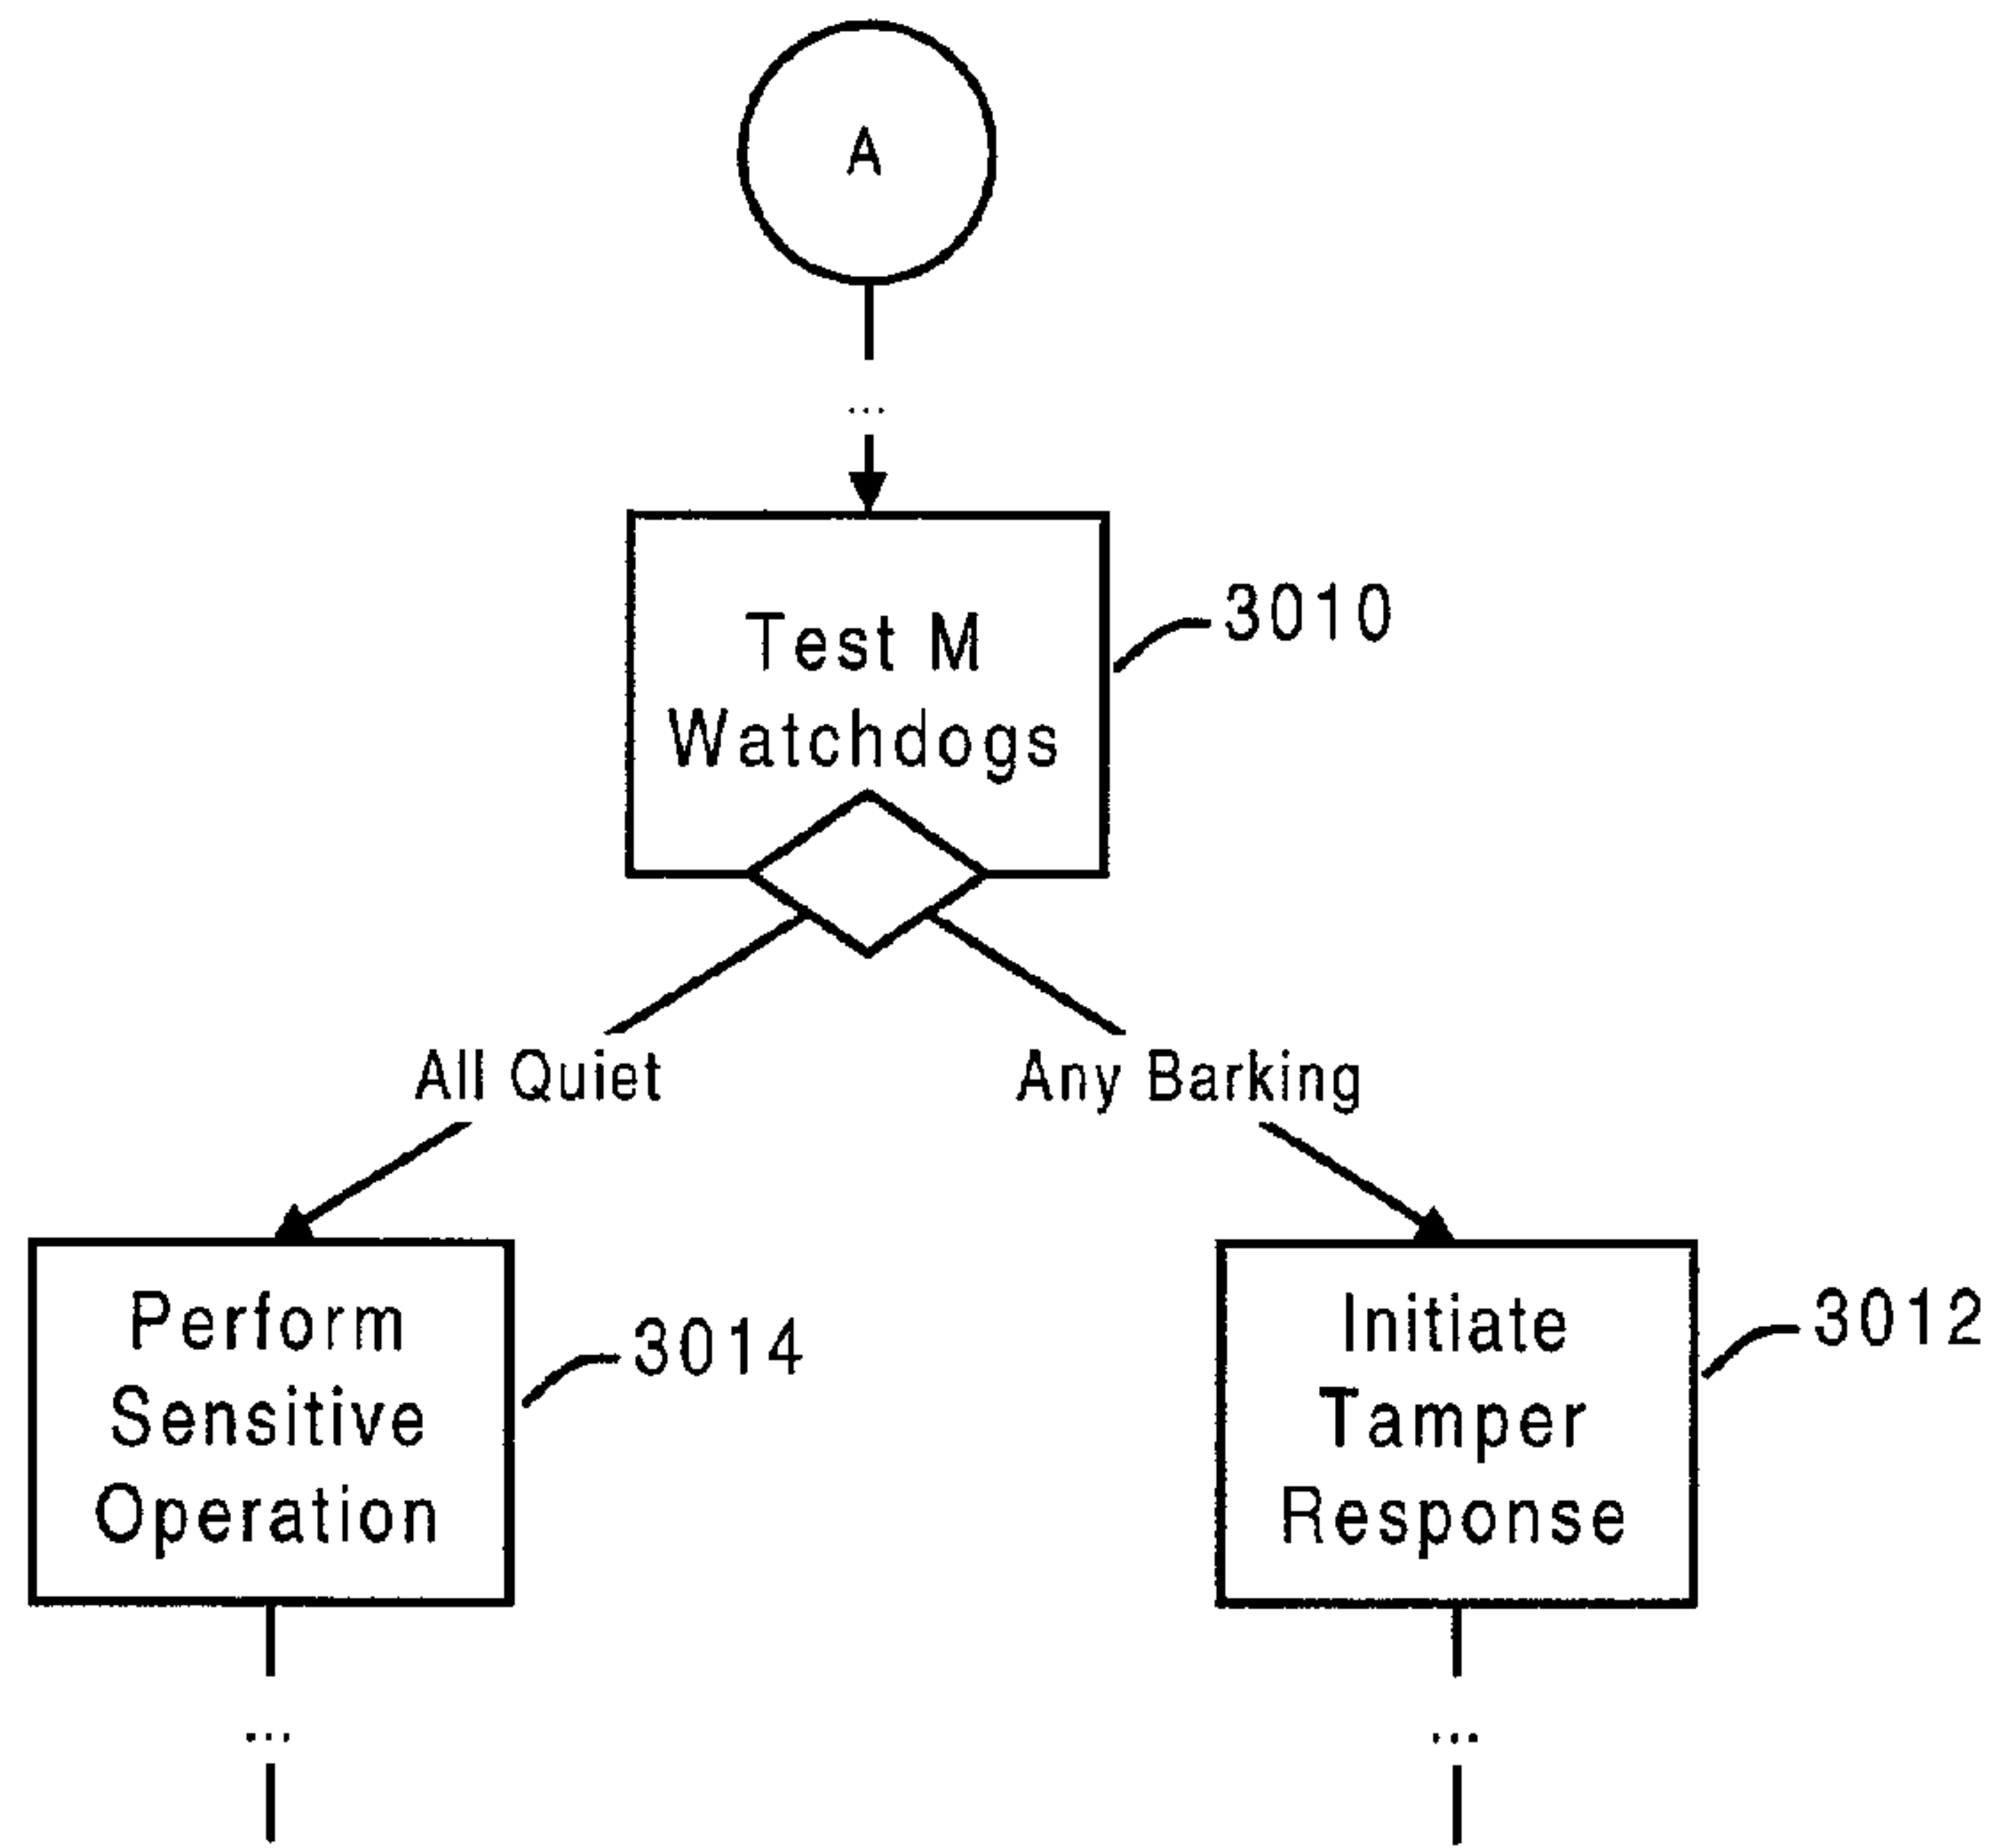 A
...
Test M
Watchdogs
3010
All Quiet
Any Barking
Perform
Sensitive
Operation
3014
Initiate
Tamper
Response
3012
...
...